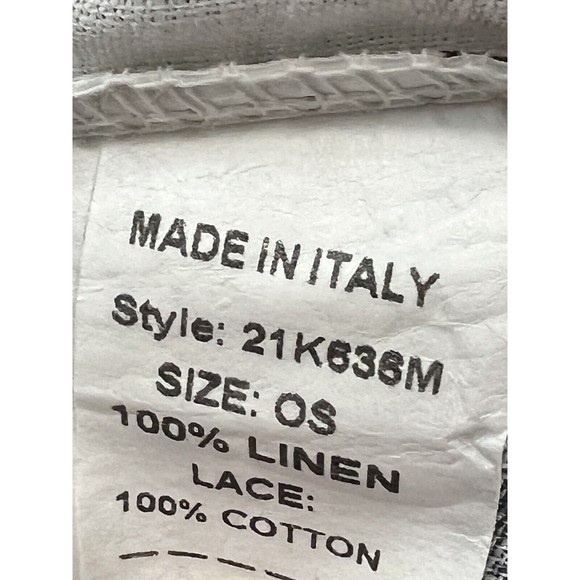 MADE IN ITALY
Style: 21K636M
SIZE: OS
100% LINEN
LACE:
100% COTTON